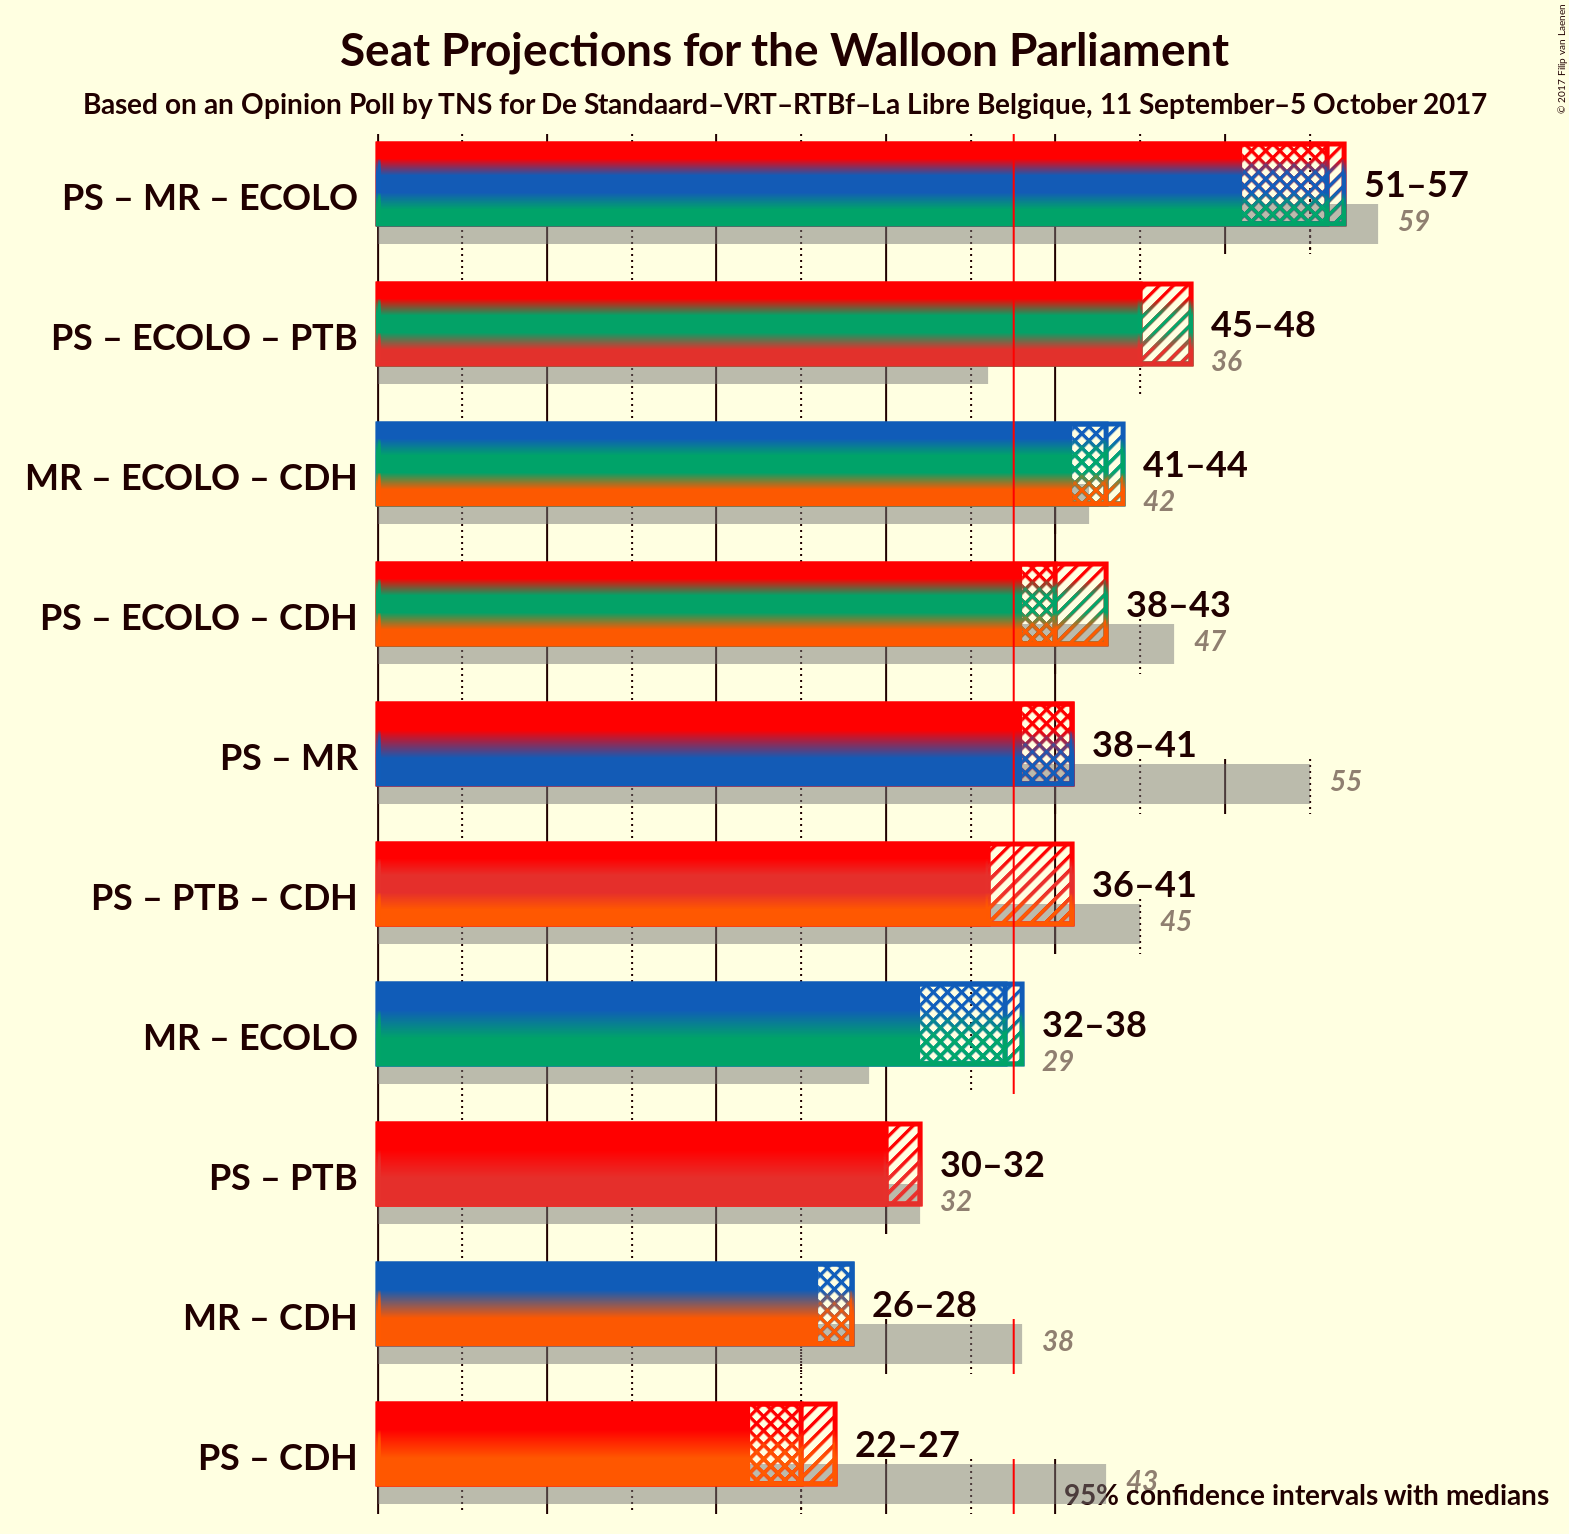 Seat Projections for the Walloon Parliament
Based on an Opinion Poll by TNS for De Standaard–VRT–RTBf–La Libre Belgique, 11 September–5 October 2017
© 2017 Filip van Laenen
PS – MR – ECOLO
51–57
59
PS – ECOLO – PTB
45–48
36
MR – ECOLO – CDH
41–44
42
PS – ECOLO – CDH
38–43
47
PS – MR
38–41
55
PS – PTB – CDH
36–41
45
MR – ECOLO
32–38
29
PS – PTB
30–32
32
MR – CDH
26–28
38
PS – CDH
22–27
43
95% confidence intervals with medians